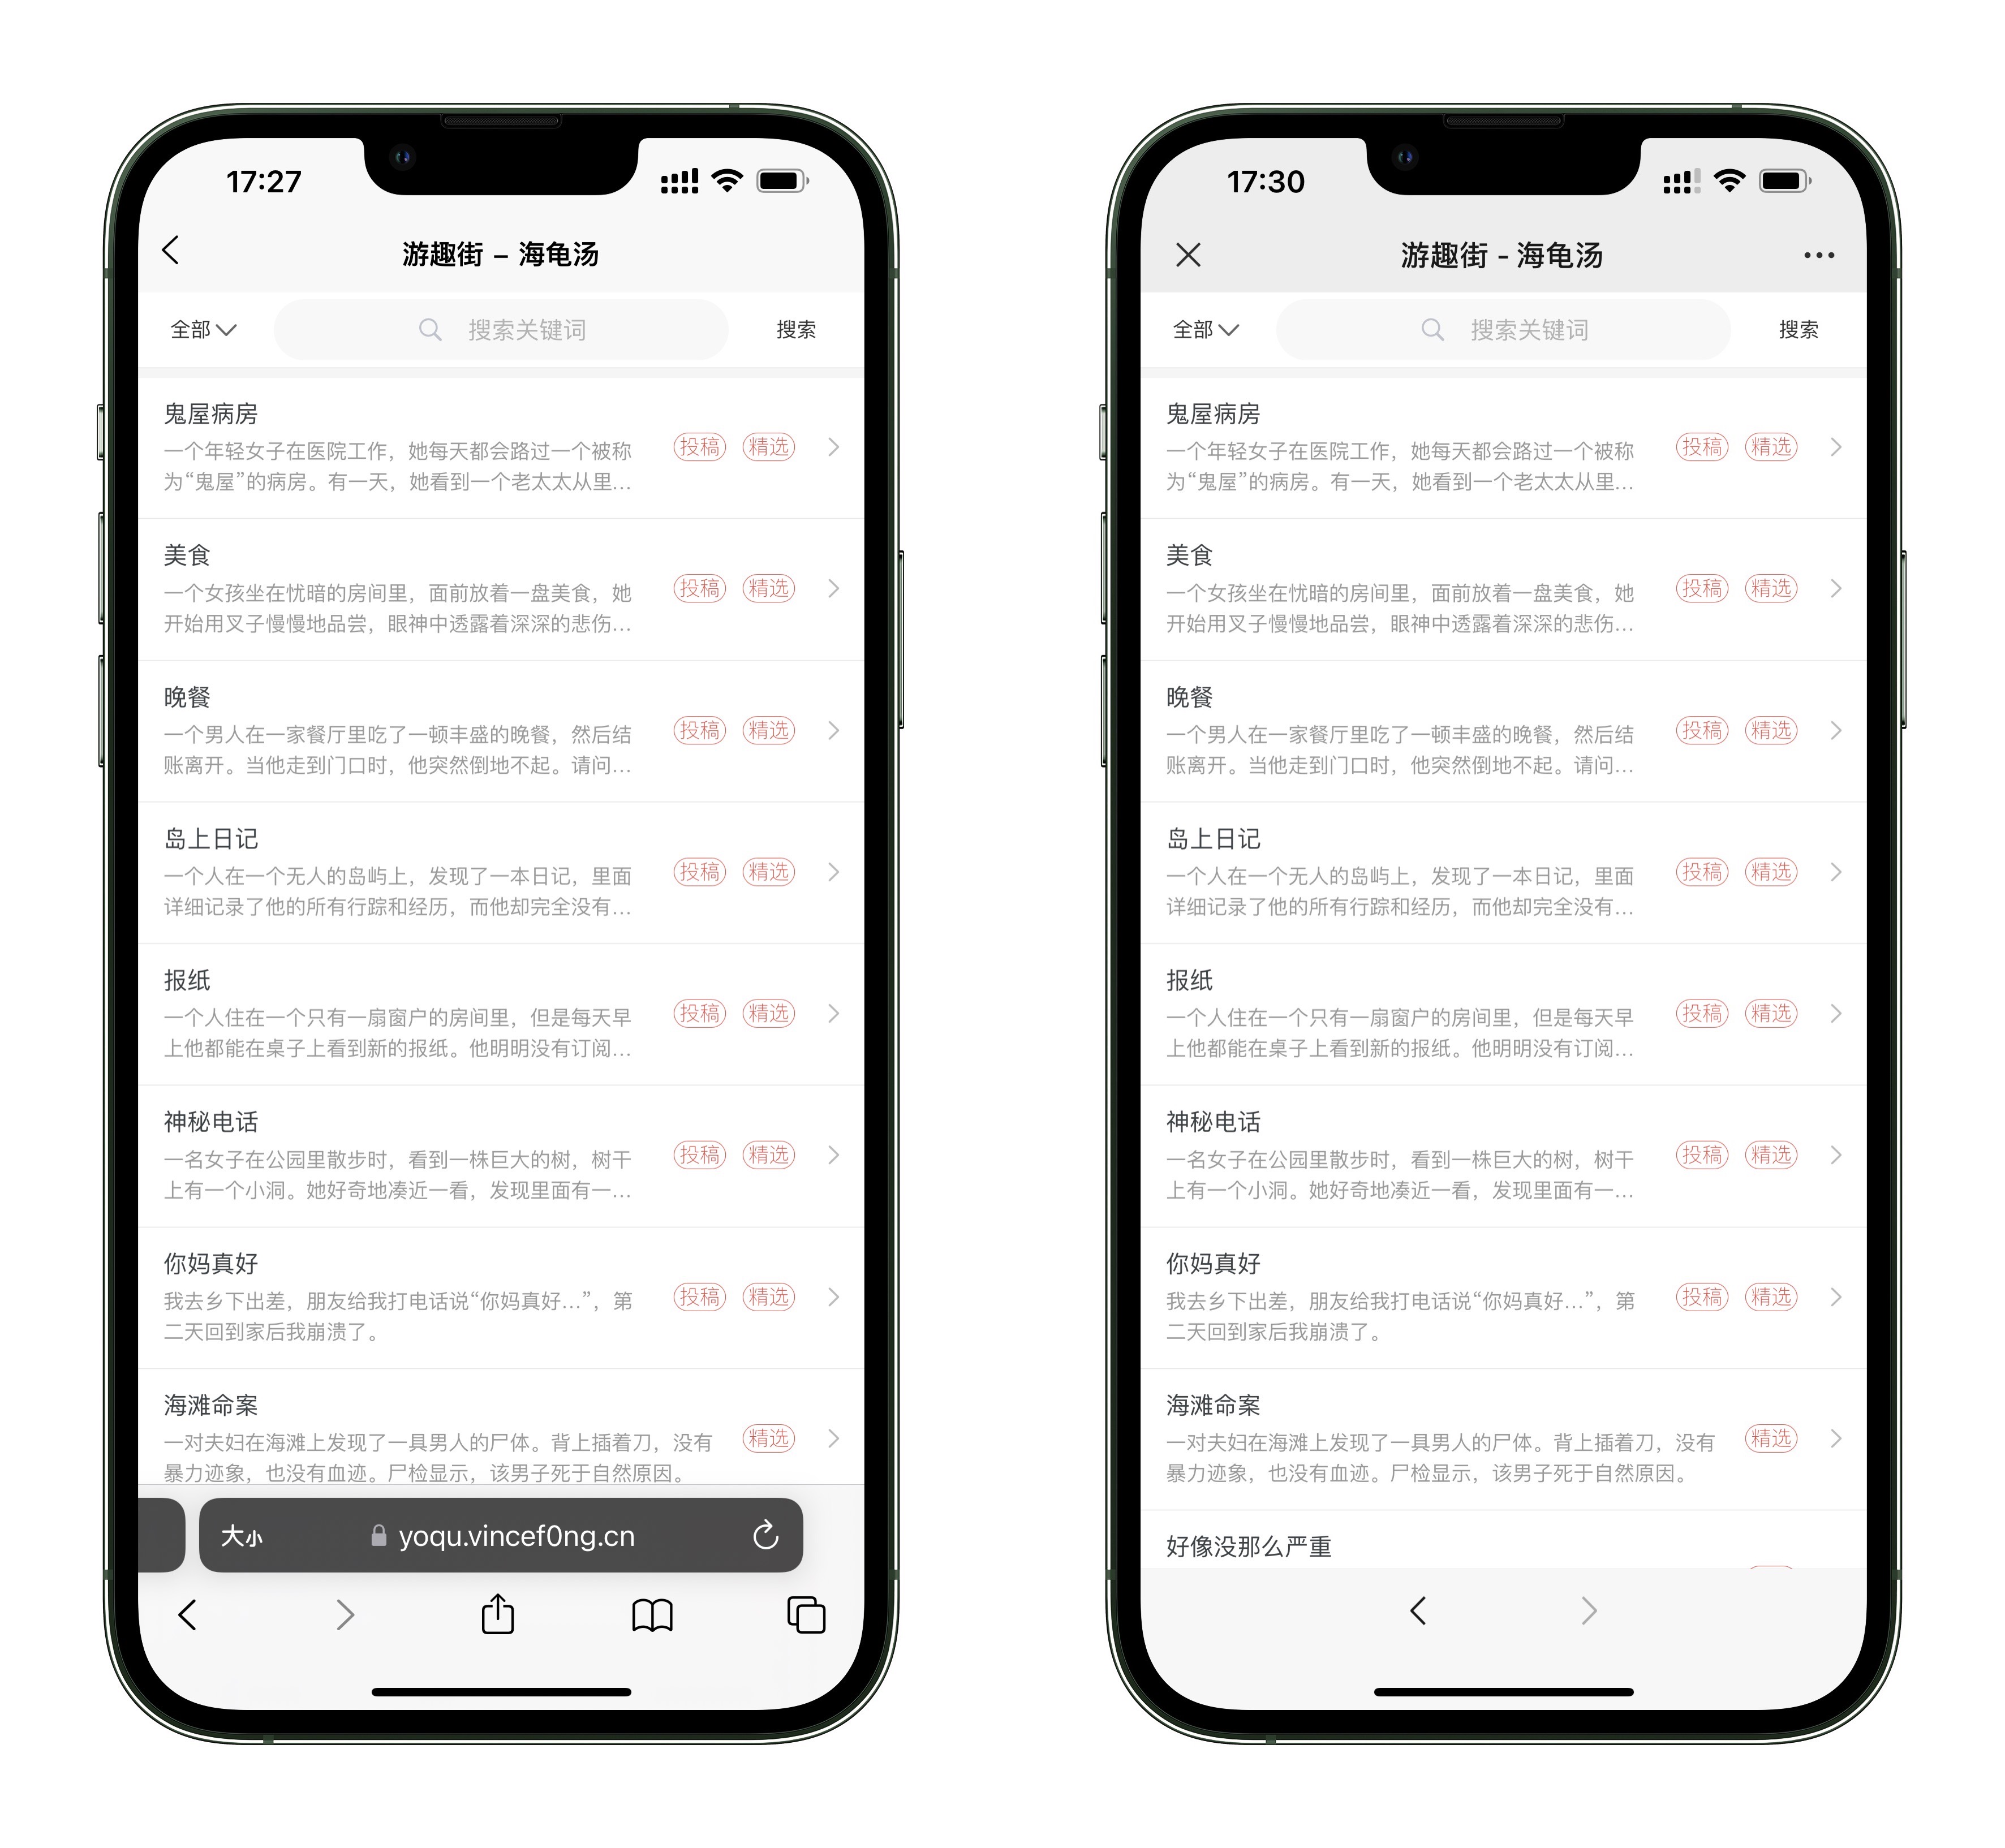 17:27
游趣街 – 海龟汤
全部 搜索关键词 搜索
鬼屋病房
一个年轻女子在医院工作，她每天都会路过一个被称
为“鬼屋”的病房。有一天，她看到一个老太太从里...
投稿 精选
美食
一个女孩坐在忧暗的房间里，面前放着一盘美食，她
开始用叉子慢慢地品尝，眼神中透露着深深的悲伤...
投稿 精选
晚餐
一个男人在一家餐厅里吃了一顿丰盛的晚餐，然后结
账离开。当他走到门口时，他突然倒地不起。请问...
投稿 精选
岛上日记
一个人在一个无人的岛屿上，发现了一本日记，里面
详细记录了他的所有行踪和经历，而他却完全没有...
投稿 精选
报纸
一个人住在一个只有一扇窗户的房间里，但是每天早
上他都能在桌子上看到新的报纸。他明明没有订阅...
投稿 精选
神秘电话
一名女子在公园里散步时，看到一株巨大的树，树干
上有一个小洞。她好奇地凑近一看，发现里面有一...
投稿 精选
你妈真好
我去乡下出差，朋友给我打电话说“你妈真好...”，第
二天回到家后我崩溃了。
投稿 精选
海滩命案
一对夫妇在海滩上发现了一具男人的尸体。背上插着刀，没有
暴力迹象，也没有血迹。尸检显示，该男子死于自然原因。
精选
大小 yoqu.vincef0ng.cn
17:30
游趣街 - 海龟汤
全部 搜索关键词 搜索
鬼屋病房
一个年轻女子在医院工作，她每天都会路过一个被称
为“鬼屋”的病房。有一天，她看到一个老太太从里...
投稿 精选
美食
一个女孩坐在忧暗的房间里，面前放着一盘美食，她
开始用叉子慢慢地品尝，眼神中透露着深深的悲伤...
投稿 精选
晚餐
一个男人在一家餐厅里吃了一顿丰盛的晚餐，然后结
账离开。当他走到门口时，他突然倒地不起。请问...
投稿 精选
岛上日记
一个人在一个无人的岛屿上，发现了一本日记，里面
详细记录了他的所有行踪和经历，而他却完全没有...
投稿 精选
报纸
一个人住在一个只有一扇窗户的房间里，但是每天早
上他都能在桌子上看到新的报纸。他明明没有订阅...
投稿 精选
神秘电话
一名女子在公园里散步时，看到一株巨大的树，树干
上有一个小洞。她好奇地凑近一看，发现里面有一...
投稿 精选
你妈真好
我去乡下出差，朋友给我打电话说“你妈真好...”，第
二天回到家后我崩溃了。
投稿 精选
海滩命案
一对夫妇在海滩上发现了一具男人的尸体。背上插着刀，没有
暴力迹象，也没有血迹。尸检显示，该男子死于自然原因。
精选
好像没那么严重